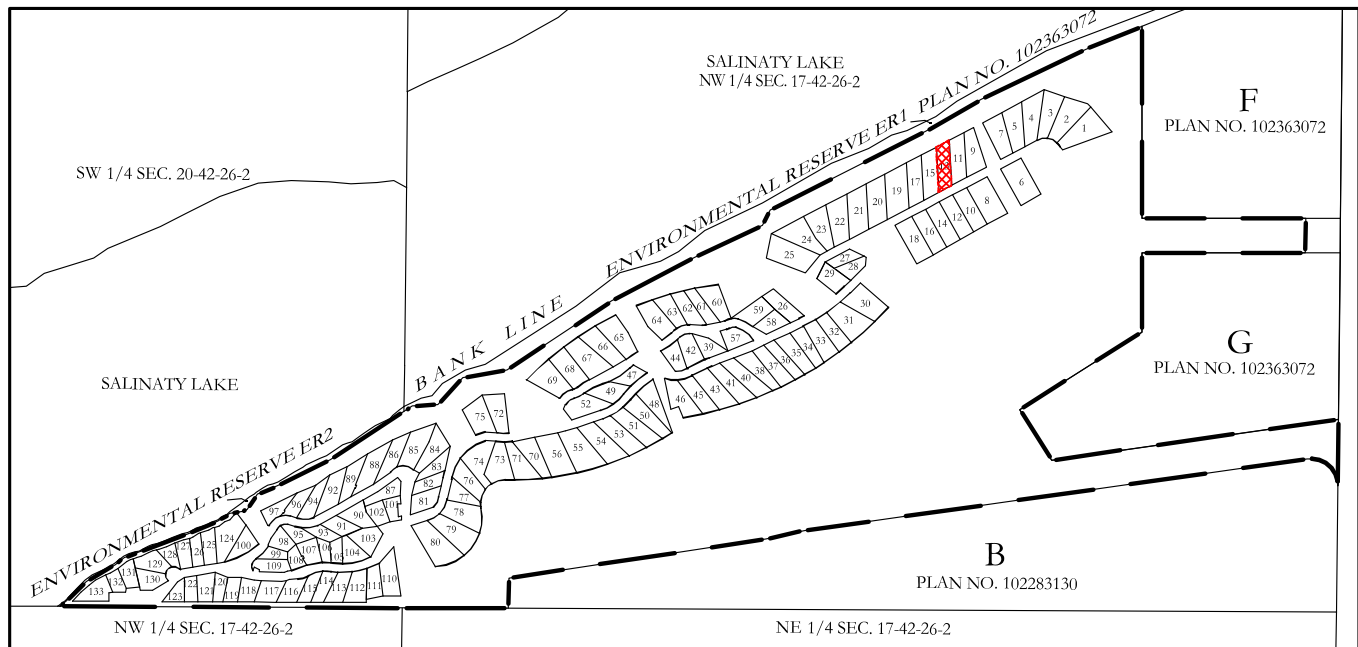 SALINATY LAKE
NW 1/4 SEC. 17-42-26-2
SW 1/4 SEC. 20-42-26-2
SALINATY LAKE
ENVIRONMENTAL RESERVE ER1 PLAN NO. 102363072
BANK LINE
ENVIRONMENTAL RESERVE ER2
F
PLAN NO. 102363072
G
PLAN NO. 102363072
B
PLAN NO. 102283130
NW 1/4 SEC. 17-42-26-2
NE 1/4 SEC. 17-42-26-2
7 5 4 3 2 1
25 24 23 22 21 20 19 17 15 11 9
18 16 14 12 10 8 6
29 27 28
64 63 62 61 60
59 26 58
44 42 39 57
69 68 67 66 65
52 49 47
46 45 43 41 40 38 37 36 35 34 33 32 31 30
75 72
74 73 71 70 56 55 54 53 51 50 48
76 77 78 79 80
97 96 94 92 89 88 86 85 84
83 82 81
87 101 102 90 91 93 95 98
99 109 108 107 106 105 104 103
133 132 131 130 129 128 127 126 125 124 100
123 122 121 120 119 118 117 116 115 114 113 112 111 110